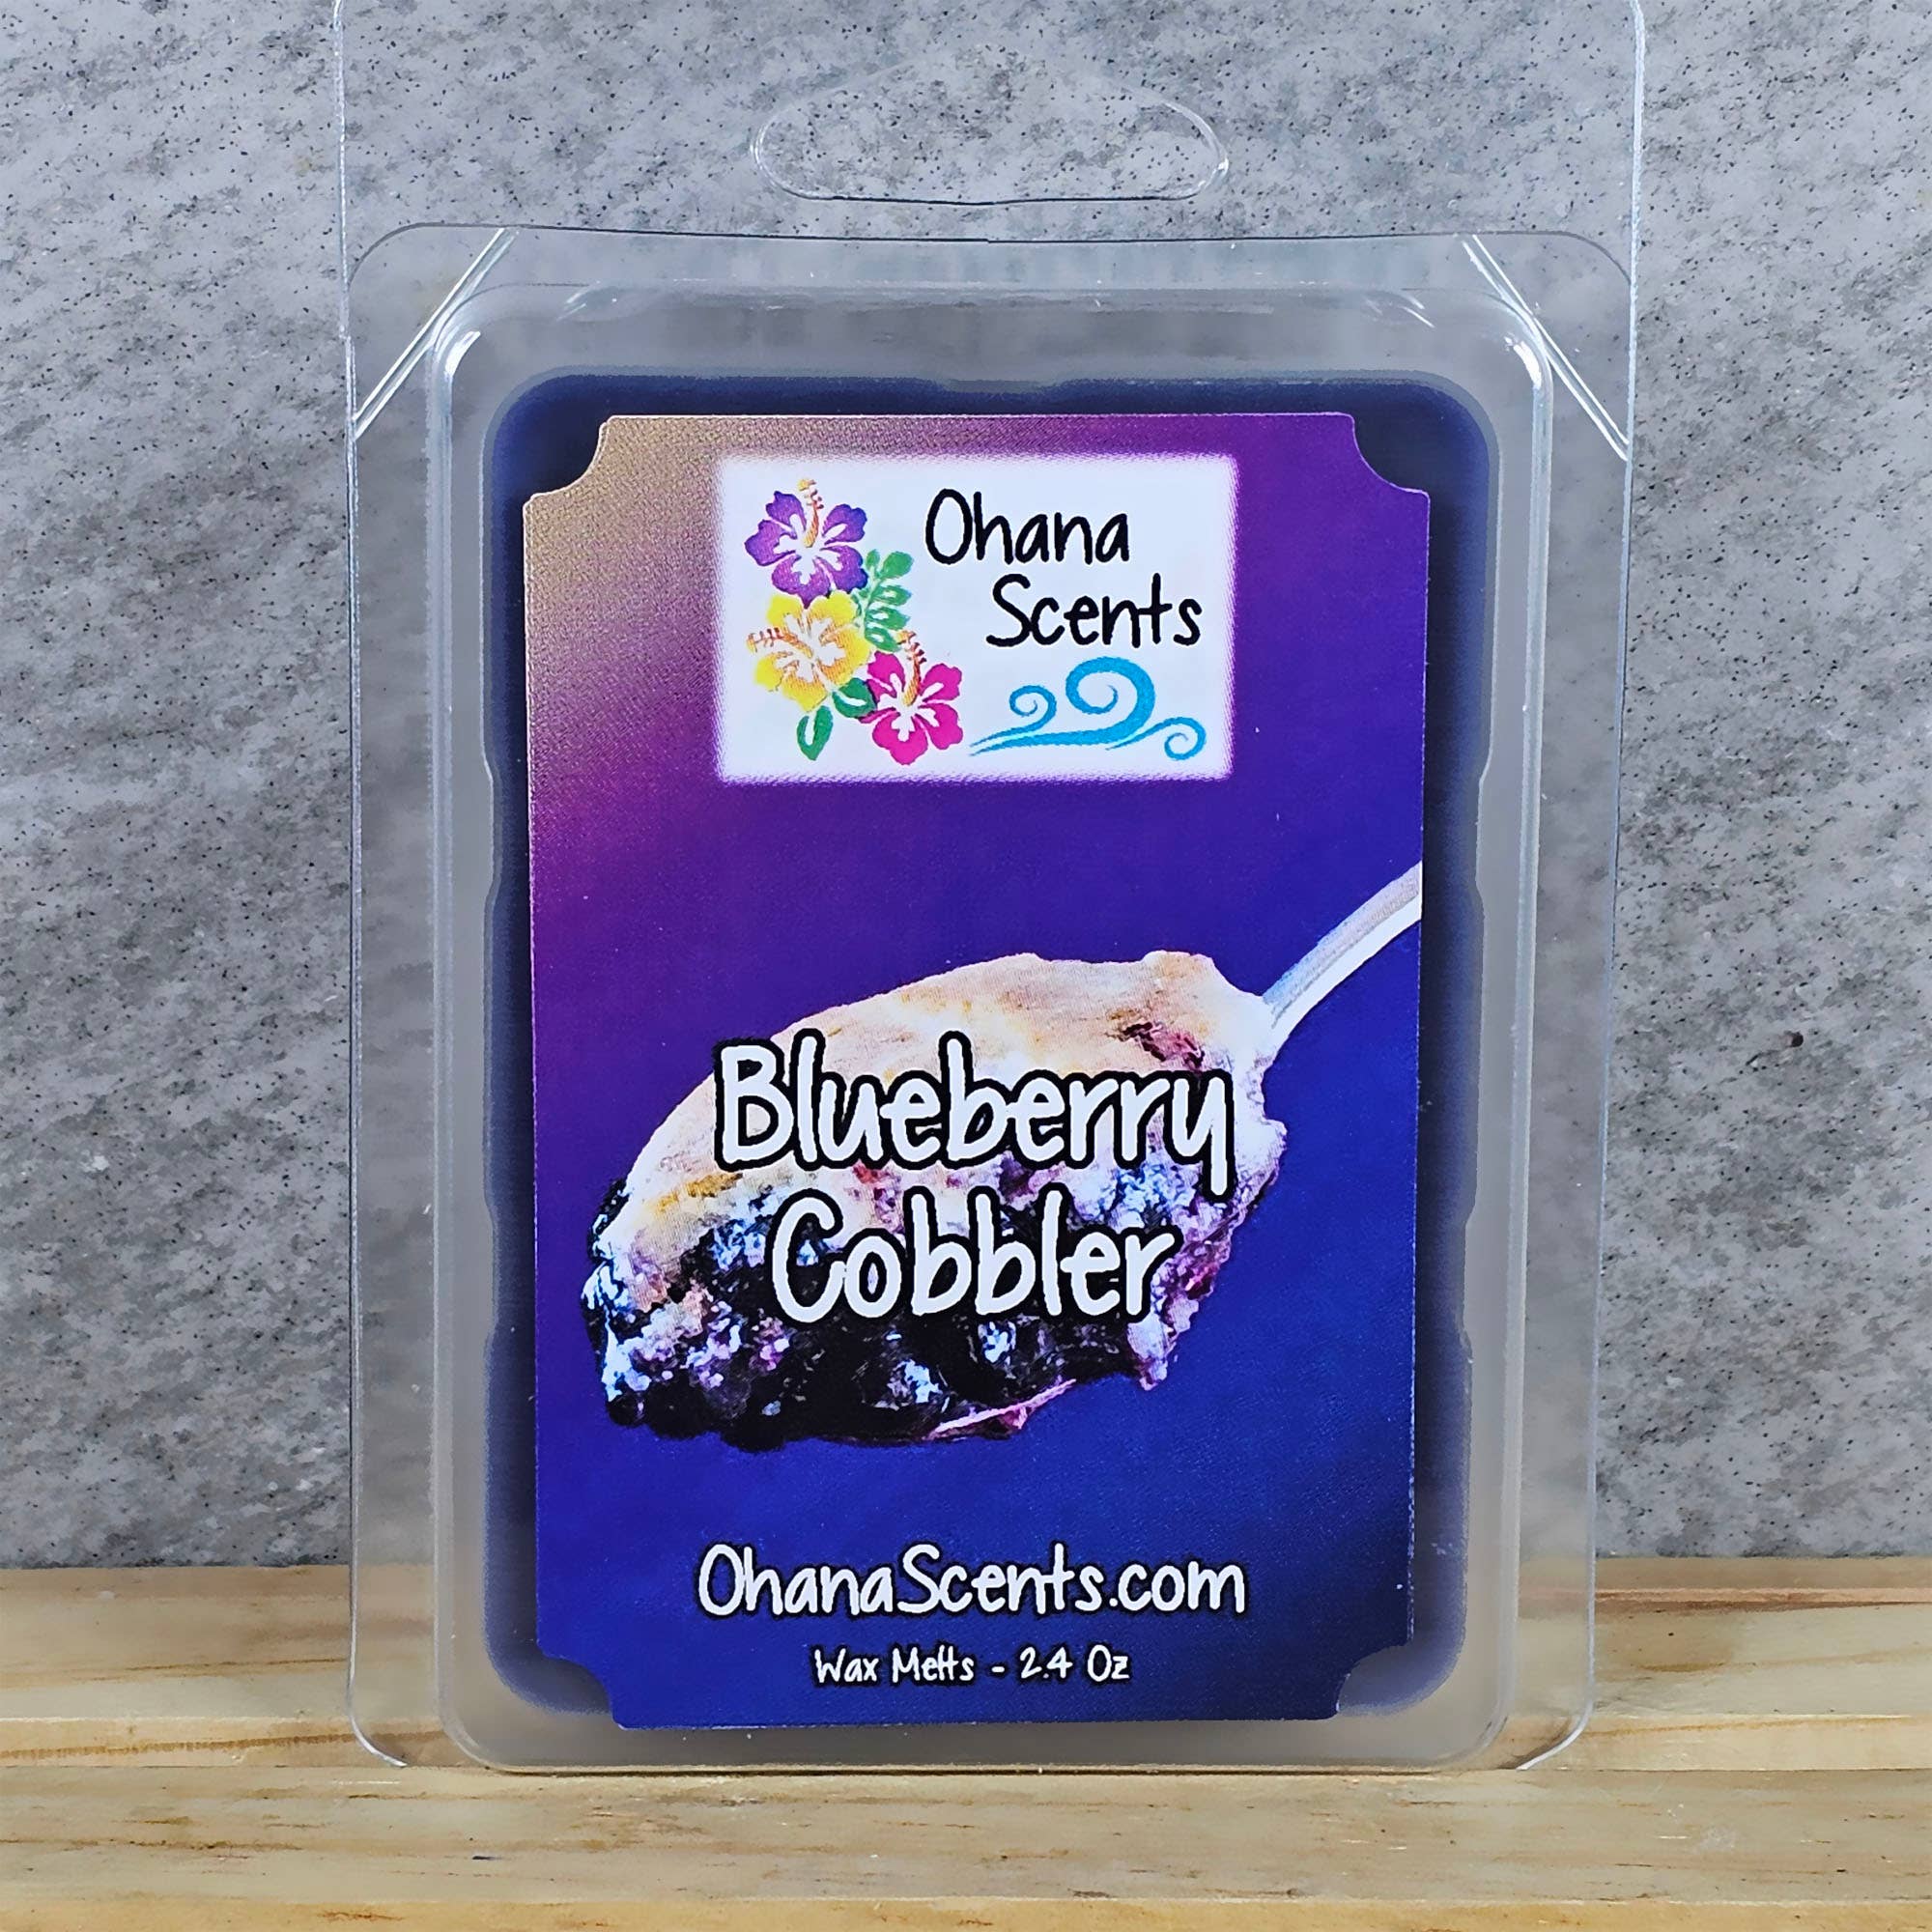 Ohana
Scents
Blueberry
Cobbler
OhanaScents.com
Wax Melts - 2.4 Oz